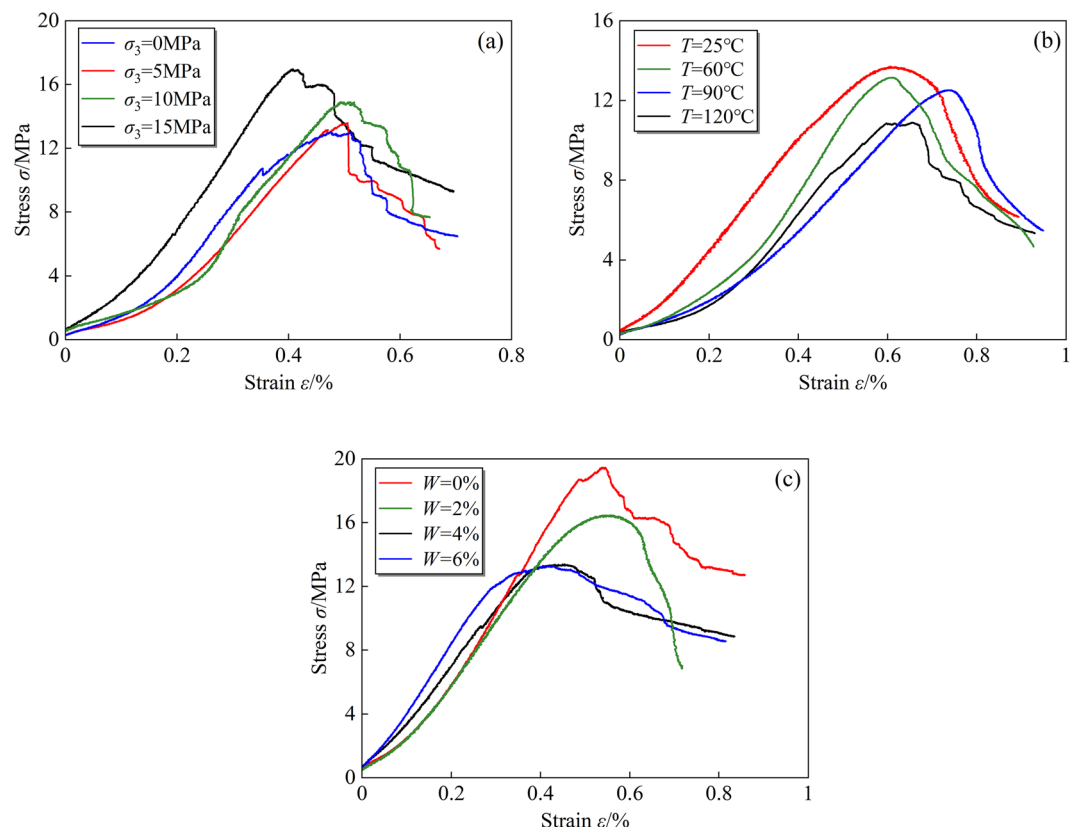 (a)
σ3=0MPa
σ3=5MPa
σ3=10MPa
σ3=15MPa
20
16
12
8
4
0
Stress σ/MPa
0 0.2 0.4 0.6 0.8
Strain ε/%
(b)
T=25℃
T=60℃
T=90℃
T=120℃
16
12
8
4
0
Stress σ/MPa
0 0.2 0.4 0.6 0.8 1
Strain ε/%
(c)
W=0%
W=2%
W=4%
W=6%
20
16
12
8
4
0
Stress σ/MPa
0 0.2 0.4 0.6 0.8 1
Strain ε/%